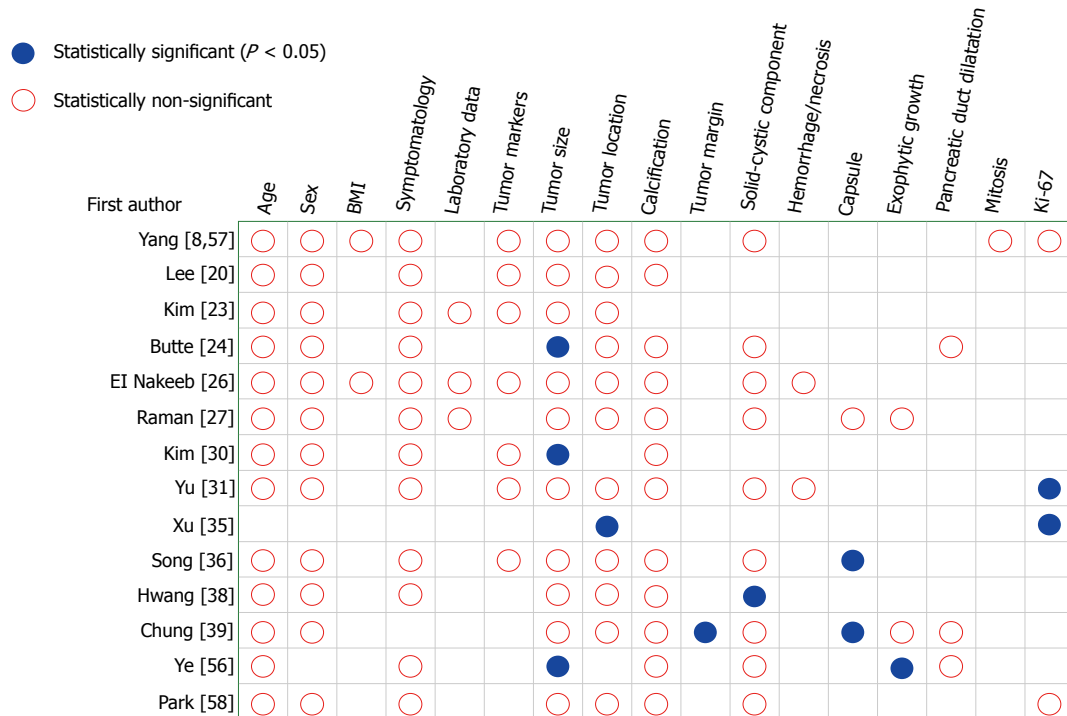 Statistically significant (P < 0.05)
Statistically non-significant
First author
Age
Sex
BMI
Symptomatology
Laboratory data
Tumor markers
Tumor size
Tumor location
Calcification
Tumor margin
Solid-cystic component
Hemorrhage/necrosis
Capsule
Exophytic growth
Pancreatic duct dilatation
Mitosis
Ki-67
Yang [8,57]
Lee [20]
Kim [23]
Butte [24]
EI Nakeeb [26]
Raman [27]
Kim [30]
Yu [31]
Xu [35]
Song [36]
Hwang [38]
Chung [39]
Ye [56]
Park [58]